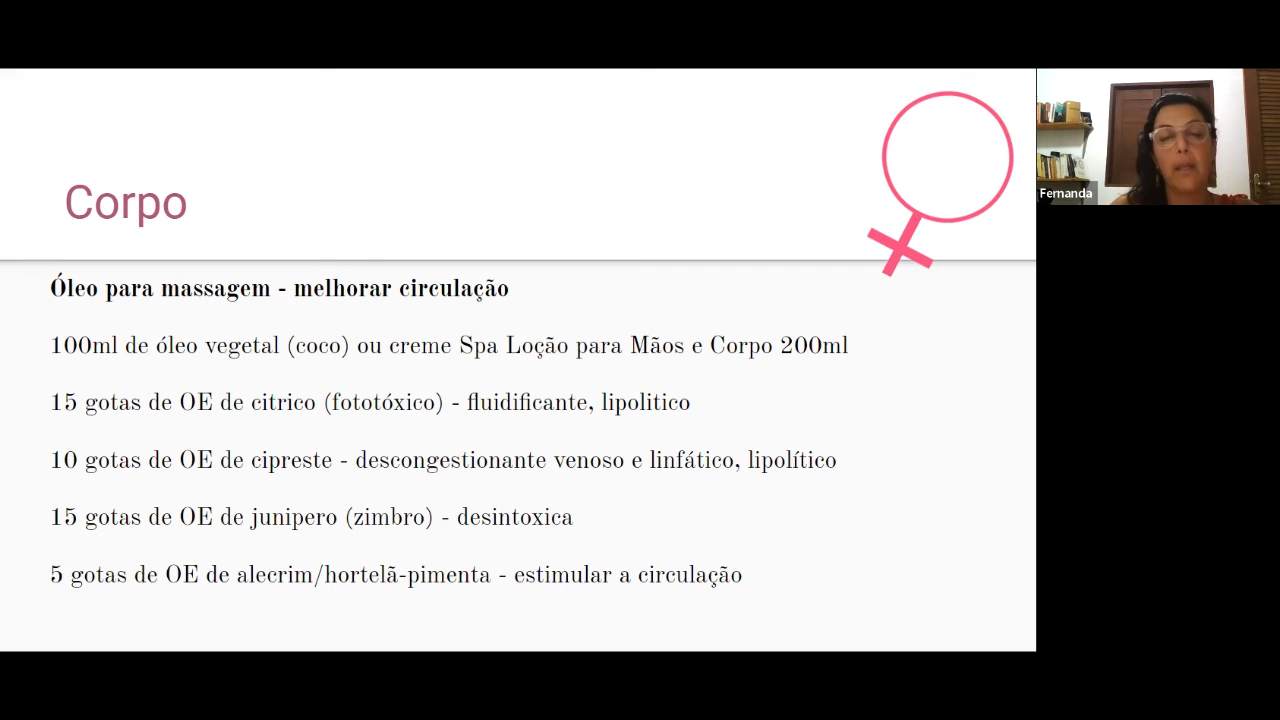 Corpo
Fernanda
Óleo para massagem - melhorar circulação
100ml de óleo vegetal (coco) ou creme Spa Loção para Mãos e Corpo 200ml
15 gotas de OE de citrico (fototóxico) - fluidificante, lipolitico
10 gotas de OE de cipreste - descongestionante venoso e linfático, lipolítico
15 gotas de OE de junipero (zimbro) - desintoxica
5 gotas de OE de alecrim/hortelã-pimenta - estimular a circulação